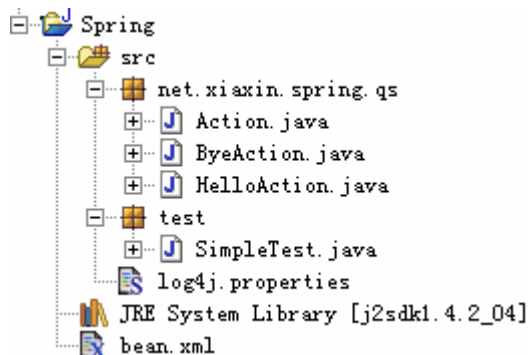 Spring
src
net.xiaxin.spring.qs
Action.java
ByeAction.java
HelloAction.java
test
SimpleTest.java
log4j.properties
JRE System Library [j2sdk1.4.2_04]
bean.xml